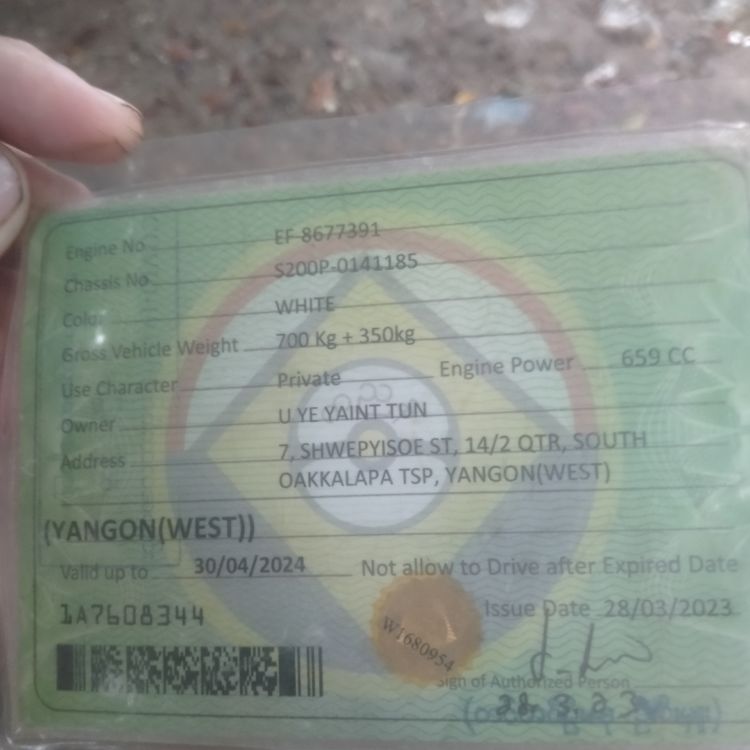 Engine No EF 8677391
Chassis No S200P-0141185
Color WHITE
Gross Vehicle Weight 700 Kg + 350kg
Use Character Private Engine Power 659 CC
Owner U YE YAINT TUN
Address 7, SHWEPYISOE ST, 14/2 QTR, SOUTH
OAKKALAPA TSP, YANGON(WEST)
(YANGON(WEST))
Valid up to 30/04/2024 Not allow to Drive after Expired Date
1A7608344 Issue Date 28/03/2023
W1680954
Sign of Authorized Person